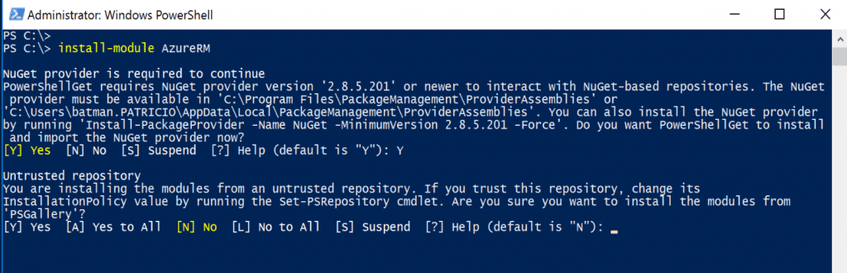 Administrator: Windows PowerShell
PS C:\>
PS C:\> install-module AzureRM
NuGet provider is required to continue
PowerShellGet requires NuGet provider version '2.8.5.201' or newer to interact with NuGet-based repositories. The NuGet
provider must be available in 'C:\Program Files\PackageManagement\ProviderAssemblies' or
'C:\Users\batman.PATRICIO\AppData\Local\PackageManagement\ProviderAssemblies'. You can also install the NuGet provider
by running 'Install-PackageProvider -Name NuGet -MinimumVersion 2.8.5.201 -Force'. Do you want PowerShellGet to install
and import the NuGet provider now?
[Y] Yes  [N] No  [S] Suspend  [?] Help (default is "Y"): Y
Untrusted repository
You are installing the modules from an untrusted repository. If you trust this repository, change its
InstallationPolicy value by running the Set-PSRepository cmdlet. Are you sure you want to install the modules from
'PSGallery'?
[Y] Yes  [A] Yes to All  [N] No  [L] No to All  [S] Suspend  [?] Help (default is "N"): _